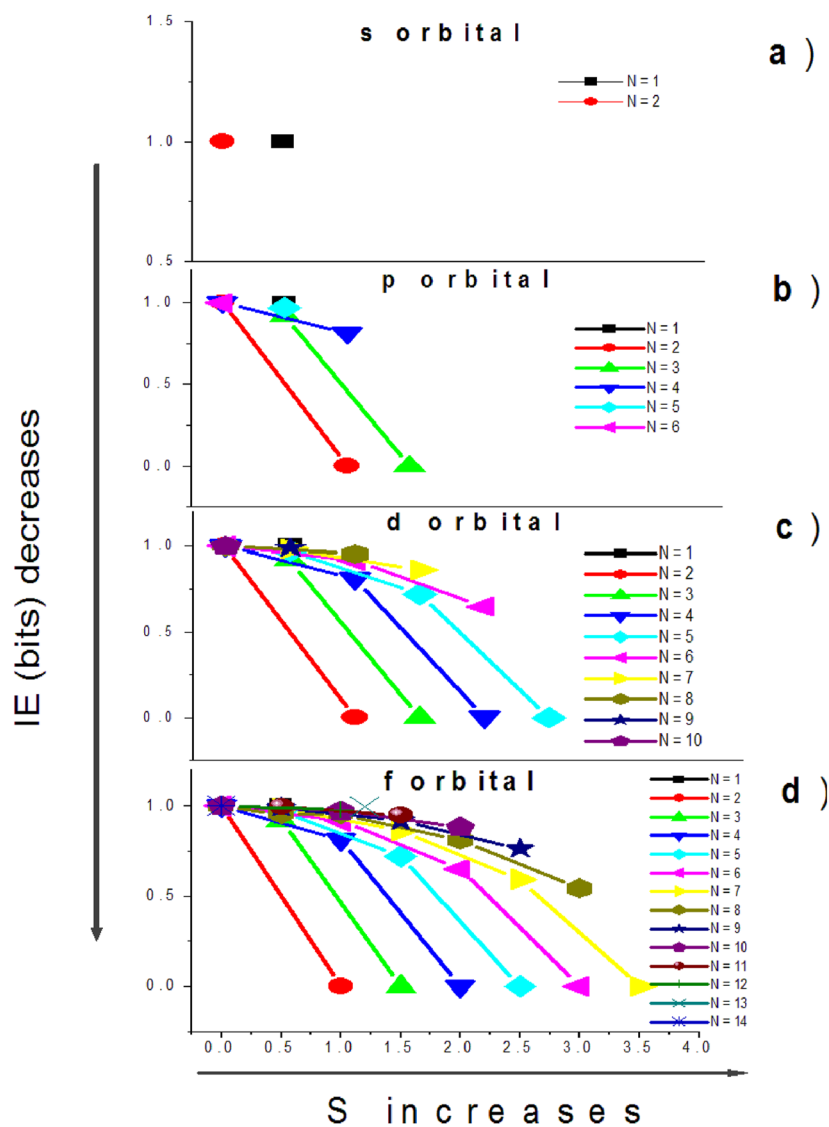 s orbital
a )
N = 1
N = 2
1.5
1.0
0.5
p orbital
b )
N = 1
N = 2
N = 3
N = 4
N = 5
N = 6
1.0
0.5
0.0
d orbital
c )
N = 1
N = 2
N = 3
N = 4
N = 5
N = 6
N = 7
N = 8
N = 9
N = 10
1.0
0.5
0.0
f orbital
d )
N = 1
N = 2
N = 3
N = 4
N = 5
N = 6
N = 7
N = 8
N = 9
N = 10
N = 11
N = 12
N = 13
N = 14
1.0
0.5
0.0
0.0 0.5 1.0 1.5 2.0 2.5 3.0 3.5 4.0
IE (bits) decreases
S increases